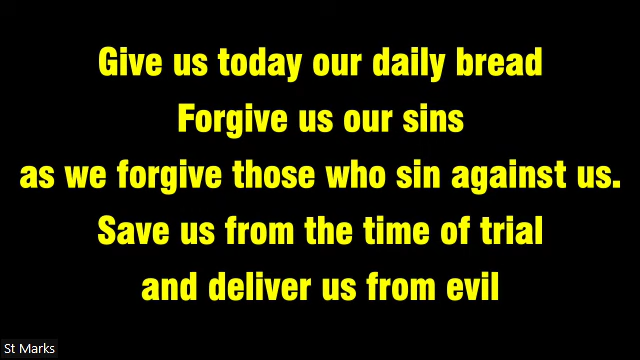 Give us today our daily bread
Forgive us our sins
as we forgive those who sin against us.
Save us from the time of trial
and deliver us from evil
St Marks